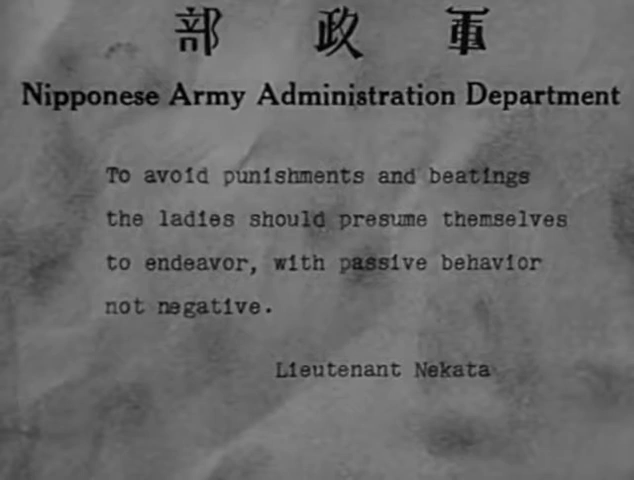 軍政部
Nipponese Army Administration Department
To avoid punishments and beatings
the ladies should presume themselves
to endeavor, with passive behavior
not negative.
Lieutenant Nekata